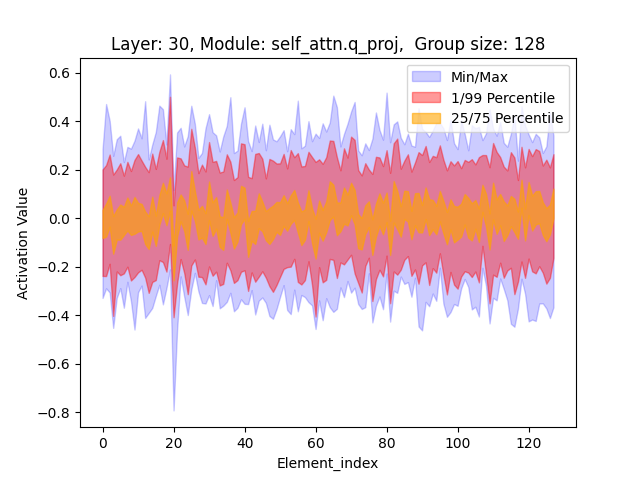 Layer: 30, Module: self_attn.q_proj,  Group size: 128
Min/Max
1/99 Percentile
25/75 Percentile
Activation Value
0.6
0.4
0.2
0.0
−0.2
−0.4
−0.6
−0.8
0 20 40 60 80 100 120
Element_index